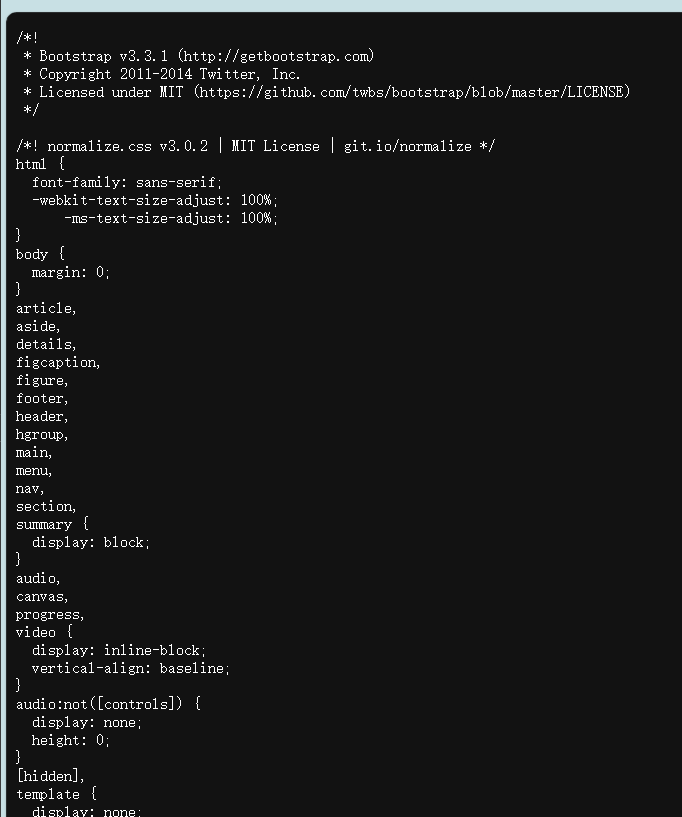 /*!
 * Bootstrap v3.3.1 (http://getbootstrap.com)
 * Copyright 2011-2014 Twitter, Inc.
 * Licensed under MIT (https://github.com/twbs/bootstrap/blob/master/LICENSE)
 */

/*! normalize.css v3.0.2 | MIT License | git.io/normalize */
html {
  font-family: sans-serif;
  -webkit-text-size-adjust: 100%;
      -ms-text-size-adjust: 100%;
}
body {
  margin: 0;
}
article,
aside,
details,
figcaption,
figure,
footer,
header,
hgroup,
main,
menu,
nav,
section,
summary {
  display: block;
}
audio,
canvas,
progress,
video {
  display: inline-block;
  vertical-align: baseline;
}
audio:not([controls]) {
  display: none;
  height: 0;
}
[hidden],
template {
  display: none;